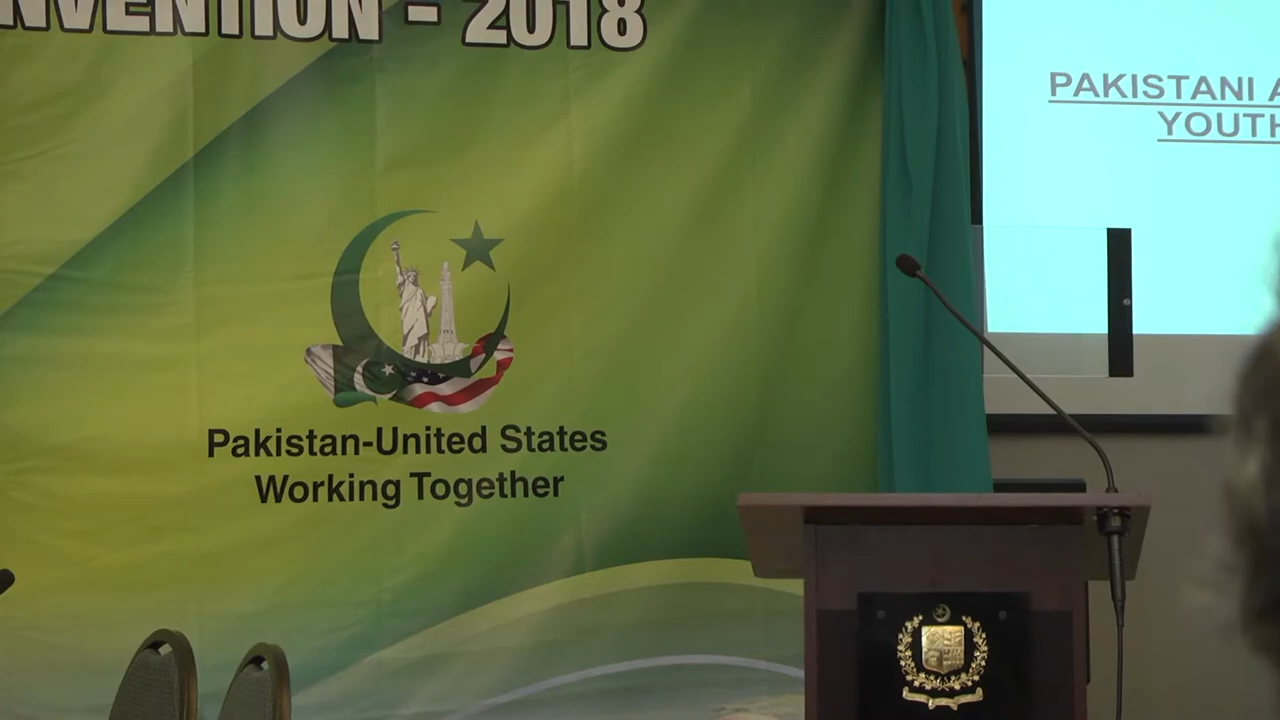 NVENTION - 2018
PAKISTANI A
YOUTH
Pakistan-United States
Working Together